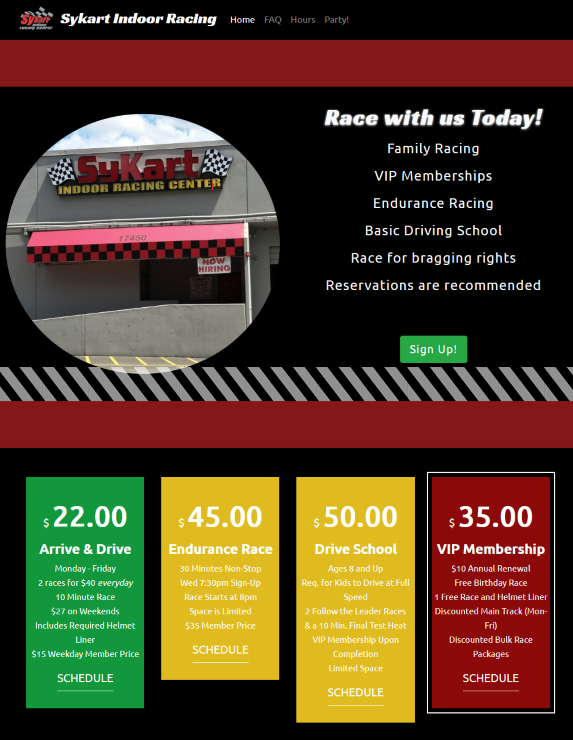 SyKart
INDOOR
RACING CENTER
Sykart Indoor Racing
Home FAQ Hours Party!
SyKart
INDOOR RACING CENTER
17450
NOW
HIRING
Race with us Today!
Family Racing
VIP Memberships
Endurance Racing
Basic Driving School
Race for bragging rights
Reservations are recommended
Sign Up!
$ 22.00
Arrive & Drive
Monday - Friday
2 races for $40 everyday
10 Minute Race
$27 on Weekends
Includes Required Helmet
Liner
$15 Weekday Member Price
SCHEDULE
$ 45.00
Endurance Race
30 Minutes Non-Stop
Wed 7:30pm Sign-Up
Race Starts at 8pm
Space is Limited
$35 Member Price
SCHEDULE
$ 50.00
Drive School
Ages 8 and Up
Req. for Kids to Drive at Full
Speed
2 Follow the Leader Races
& a 10 Min. Final Test Heat
VIP Membership Upon
Completion
Limited Space
SCHEDULE
$ 35.00
VIP Membership
$10 Annual Renewal
Free Birthday Race
1 Free Race and Helmet Liner
Discounted Main Track (Mon-
Fri)
Discounted Bulk Race
Packages
SCHEDULE